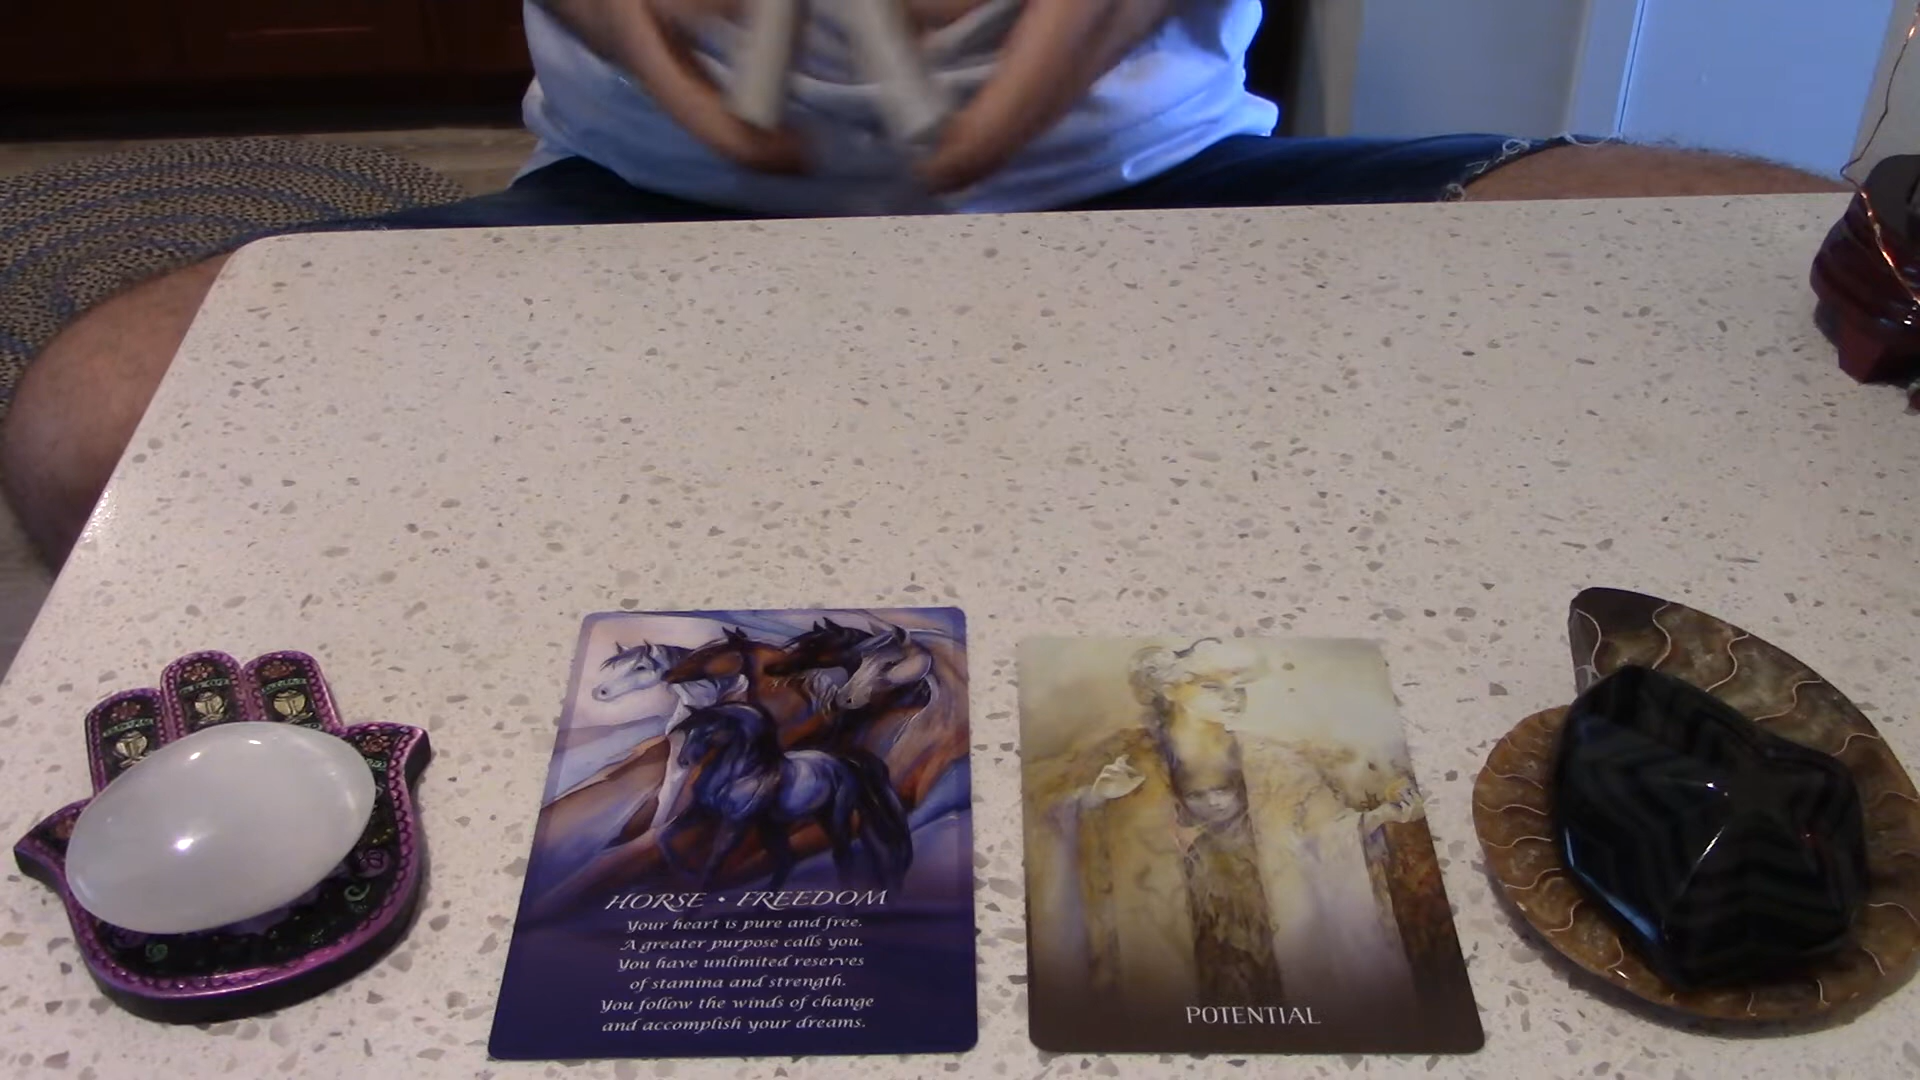 HORSE • FREEDOM
Your heart is pure and free.
A greater purpose calls you.
You have unlimited reserves
of stamina and strength.
You follow the winds of change
and accomplish your dreams.
POTENTIAL